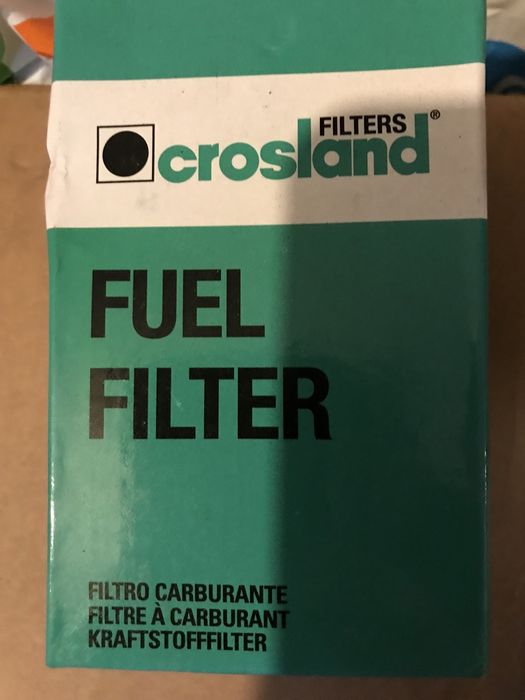 FILTERS
crosland®
FUEL
FILTER
FILTRO CARBURANTE
FILTRE À CARBURANT
KRAFTSTOFFFILTER